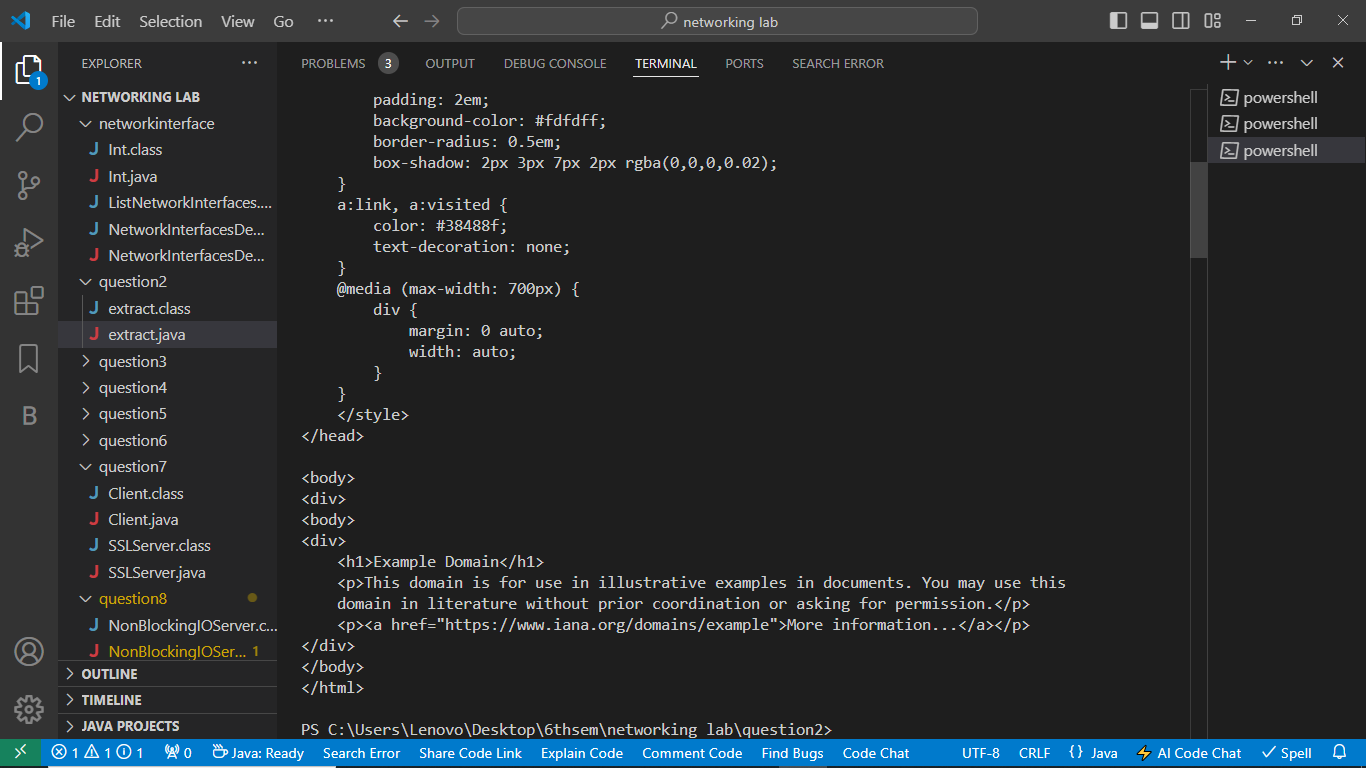 File Edit Selection View Go ...
networking lab
EXPLORER
NETWORKING LAB
networkinterface
Int.class
Int.java
ListNetworkInterfaces....
NetworkInterfacesDe...
NetworkInterfacesDe...
question2
extract.class
extract.java
question3
question4
question5
question6
question7
Client.class
Client.java
SSLServer.class
SSLServer.java
question8
NonBlockingIOServer.c...
NonBlockingIOSer... 1
OUTLINE
TIMELINE
JAVA PROJECTS
1
B
PROBLEMS 3 OUTPUT DEBUG CONSOLE TERMINAL PORTS SEARCH ERROR
padding: 2em;
background-color: #fdfdff;
border-radius: 0.5em;
box-shadow: 2px 3px 7px 2px rgba(0,0,0,0.02);
}
a:link, a:visited {
color: #38488f;
text-decoration: none;
}
@media (max-width: 700px) {
div {
margin: 0 auto;
width: auto;
}
}
</style>
</head>
<body>
<div>
<body>
<div>
<h1>Example Domain</h1>
<p>This domain is for use in illustrative examples in documents. You may use this
domain in literature without prior coordination or asking for permission.</p>
<p><a href="https://www.iana.org/domains/example">More information...</a></p>
</div>
</body>
</html>
PS C:\Users\Lenovo\Desktop\6thsem\networking lab\question2>
powershell
powershell
powershell
1 1 1 0 Java: Ready Search Error Share Code Link Explain Code Comment Code Find Bugs Code Chat UTF-8 CRLF {} Java AI Code Chat Spell